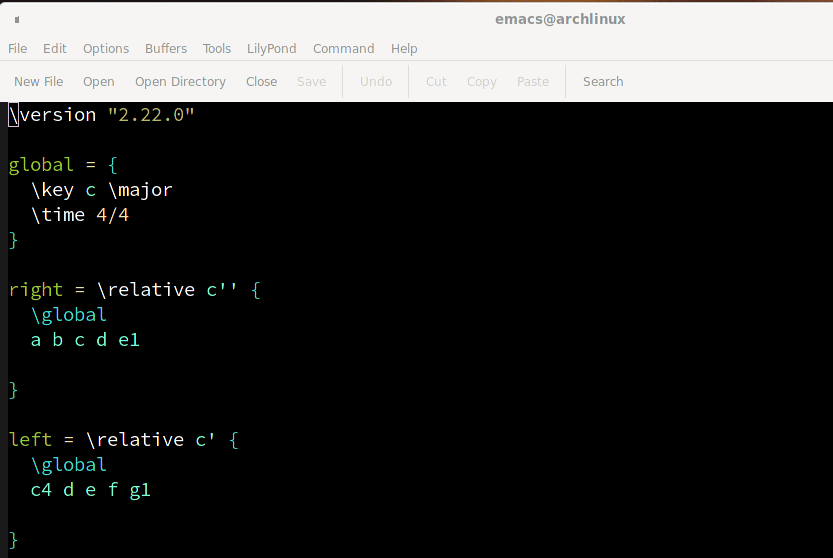 emacs@archlinux
File Edit Options Buffers Tools LilyPond Command Help
New File Open Open Directory Close Save Undo Cut Copy Paste Search
\version "2.22.0"
global = {
  \key c \major
  \time 4/4
}
right = \relative c'' {
  \global
  a b c d e1
}
left = \relative c' {
  \global
  c4 d e f g1
}